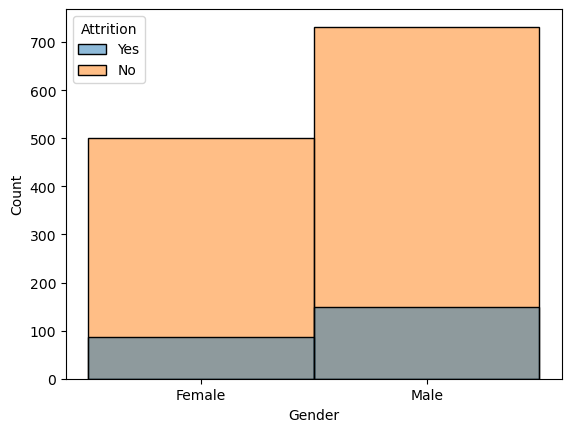 Attrition
Yes
No
700
600
500
400
300
200
100
0
Count
Female
Male
Gender